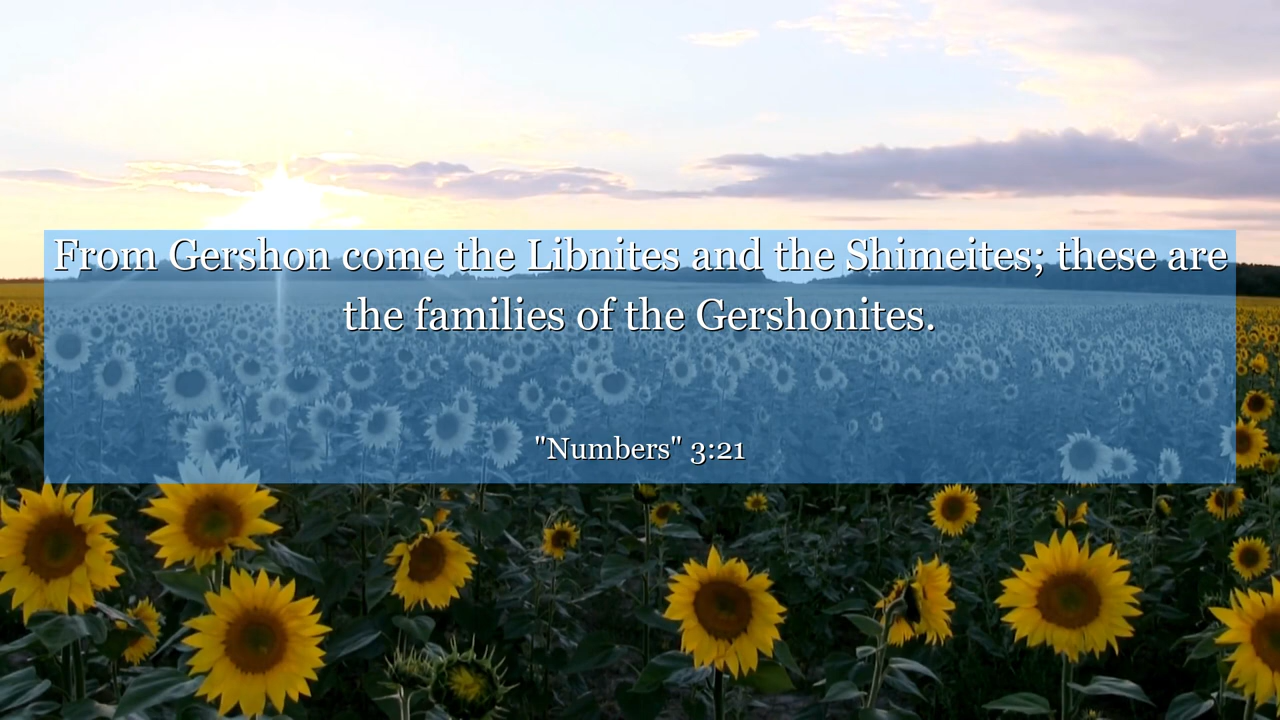 From Gershon come the Libnites and the Shimeites; these are
the families of the Gershonites.
"Numbers" 3:21